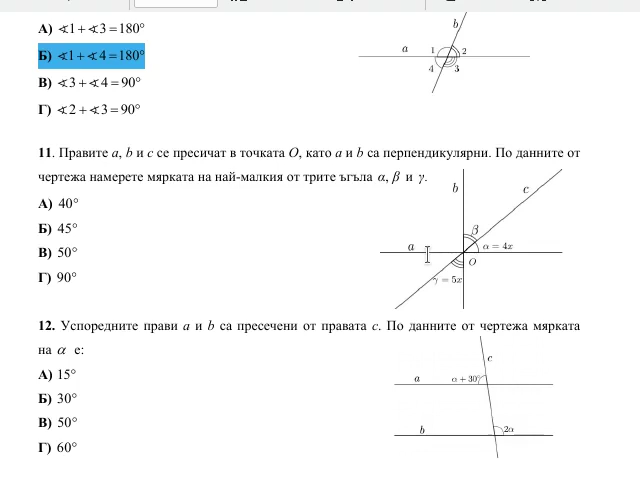 А) ∢1 + ∢3 = 180°
Б) ∢1 + ∢4 = 180°
В) ∢3 + ∢4 = 90°
Г) ∢2 + ∢3 = 90°
b
a 1 2
4 3
11. Правите a, b и c се пресичат в точката O, като a и b са перпендикулярни. По данните от
чертежа намерете мярката на най-малкия от трите ъгъла α, β и γ.
А) 40°
Б) 45°
В) 50°
Г) 90°
b c
β
a α = 4x
O
γ = 5x
12. Успоредните прави a и b са пресечени от правата c. По данните от чертежа мярката
на α е:
А) 15°
Б) 30°
В) 50°
Г) 60°
c
a α + 30°
b 2α